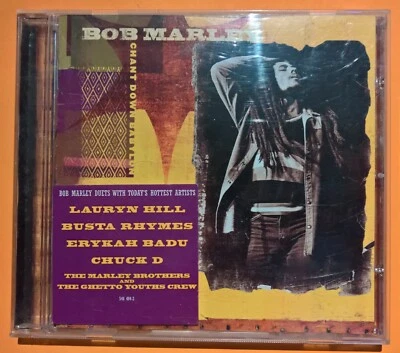 BOB MARLEY
CHANT DOWN BABYLON
BOB MARLEY DUETS WITH TODAY'S HOTTEST ARTISTS
LAURYN HILL
BUSTA RHYMES
ERYKAH BADU
CHUCK D
THE MARLEY BROTHERS
AND
THE GHETTO YOUTHS CREW